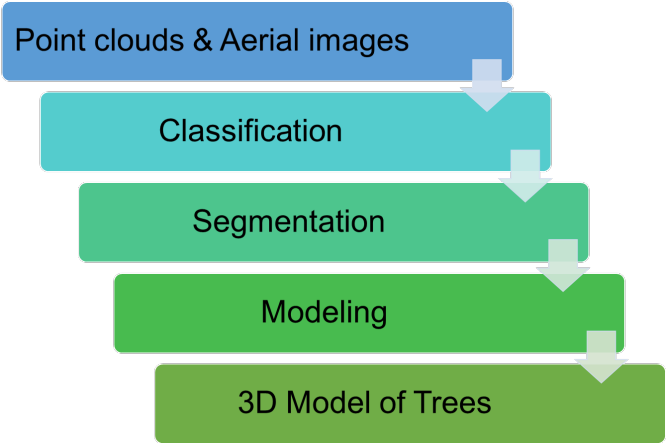 Point clouds & Aerial images
Classification
Segmentation
Modeling
3D Model of Trees